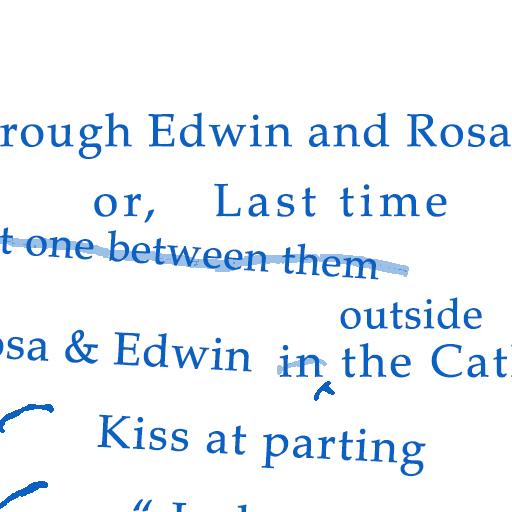 rough Edwin and Rosa
or, Last time
t one between them
outside
osa & Edwin in the Cat
Kiss at parting